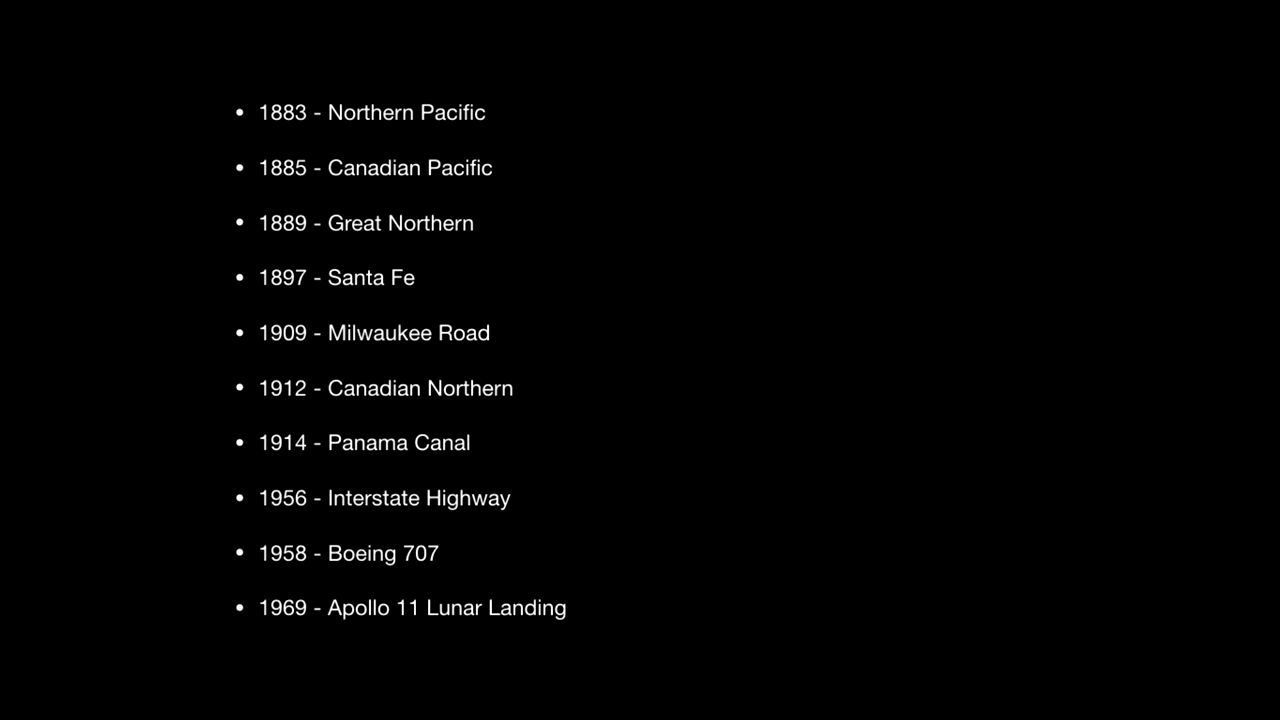 • 1883 - Northern Pacific
• 1885 - Canadian Pacific
• 1889 - Great Northern
• 1897 - Santa Fe
• 1909 - Milwaukee Road
• 1912 - Canadian Northern
• 1914 - Panama Canal
• 1956 - Interstate Highway
• 1958 - Boeing 707
• 1969 - Apollo 11 Lunar Landing